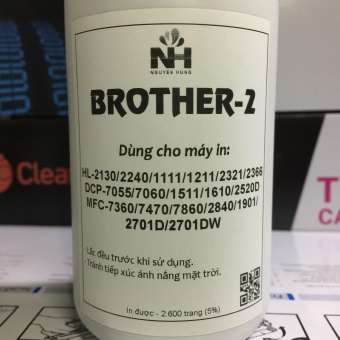 NH
NGUYEN HUNG
BROTHER-2
Dùng cho máy in:
HL-2130/2240/1111/1211/2321/2366
DCP-7055/7060/1511/1610/2520D
MFC-7360/7470/7860/2840/1901/
2701D/2701DW
- Lắc đều trước khi sử dụng.
- Tránh tiếp xúc ánh nắng mặt trời.
In được - 2.600 trang (5%)
Clea
T
CA